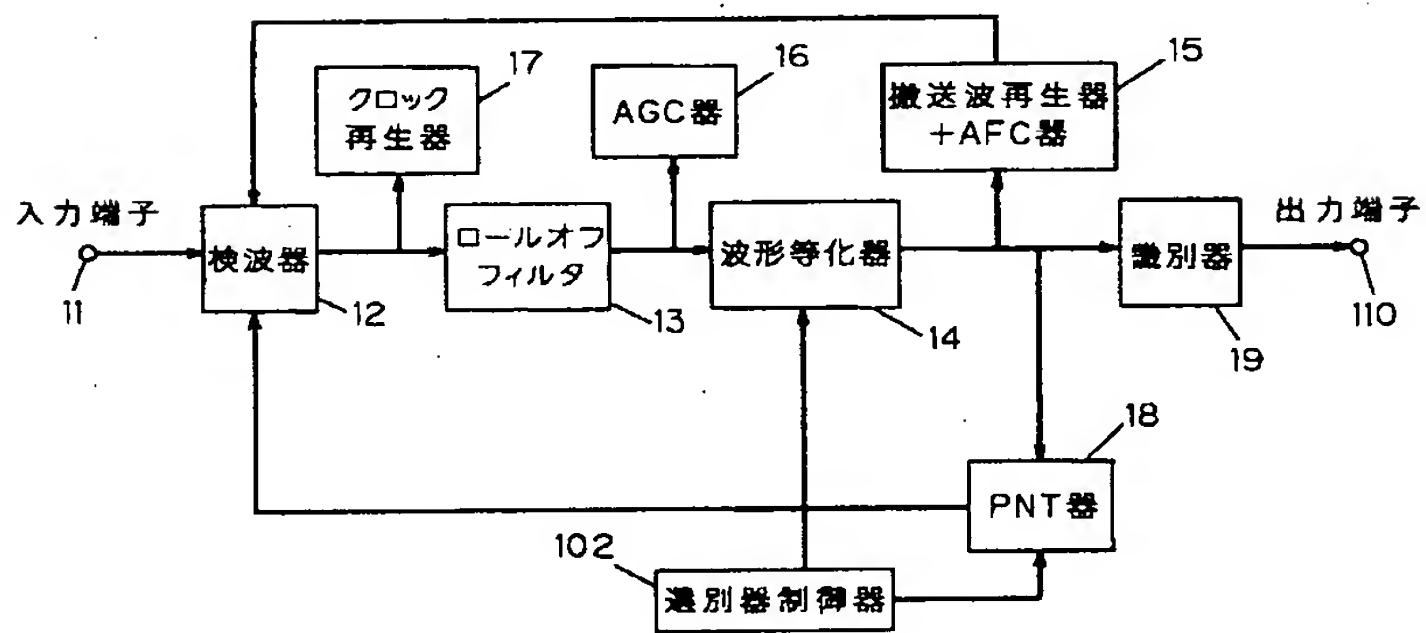 17
クロック
再生器
16
AGC器
15
搬送波再生器
+AFC器
入力端子
11
検波器
12
ロールオフ
フィルタ
13
波形等化器
14
識別器
19
出力端子
110
18
PNT器
102
選別器制御器